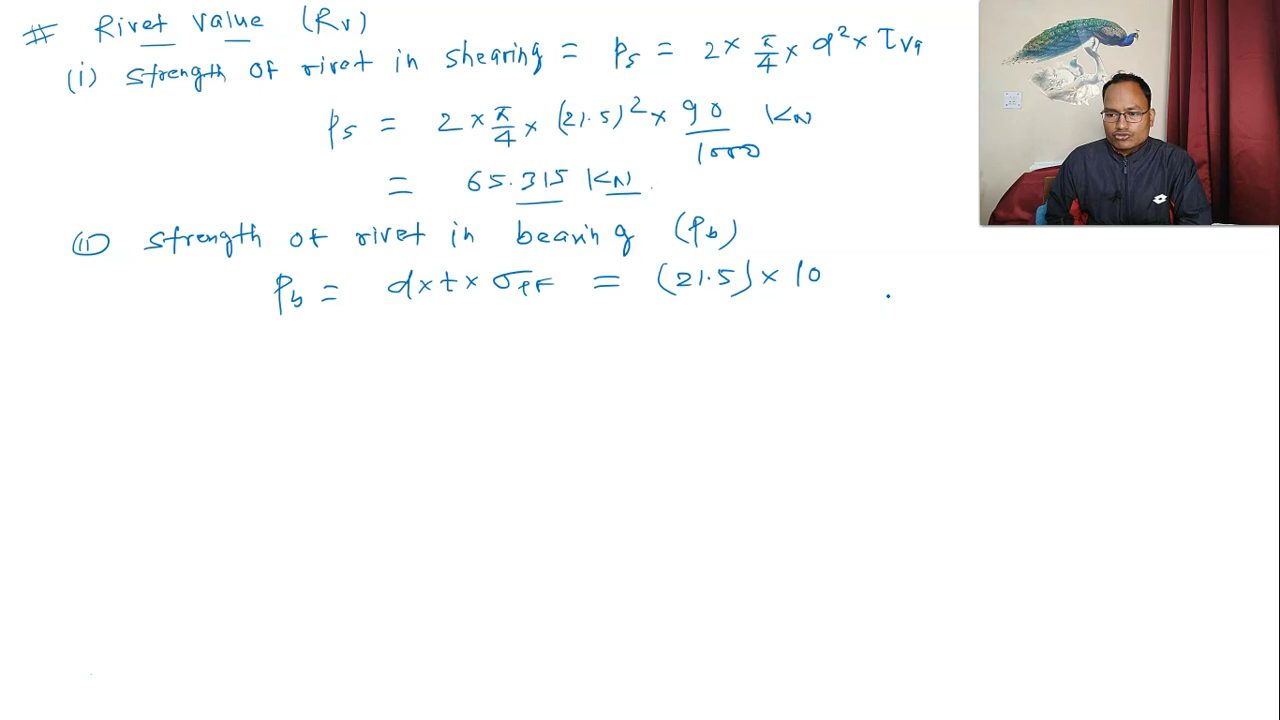 # Rivet value (Rv)
(i) strength of rivet in shearing = Ps = 2 × π/4 × d² × τva
Ps = 2 × π/4 × (21.5)² × 90/1000 KN
= 65.315 KN
(ii) strength of rivet in bearing (Pb)
Pb = d × t × σPF = (21.5) × 10